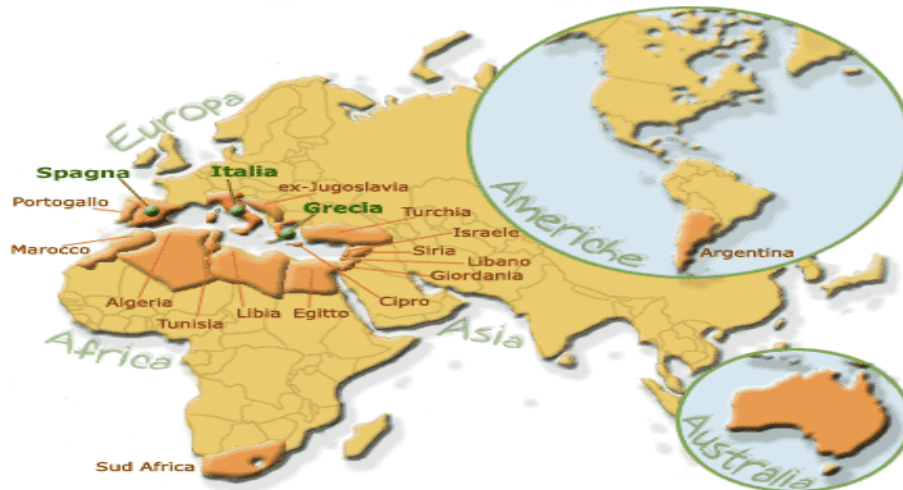 Europa
Spagna
Italia
ex-Jugoslavia
Portogallo
Grecia
Turchia
Marocco
Israele
Siria
Libano
Giordania
Algeria
Tunisia
Libia
Egitto
Cipro
Africa
Asia
Sud Africa
Americhe
Argentina
Australia